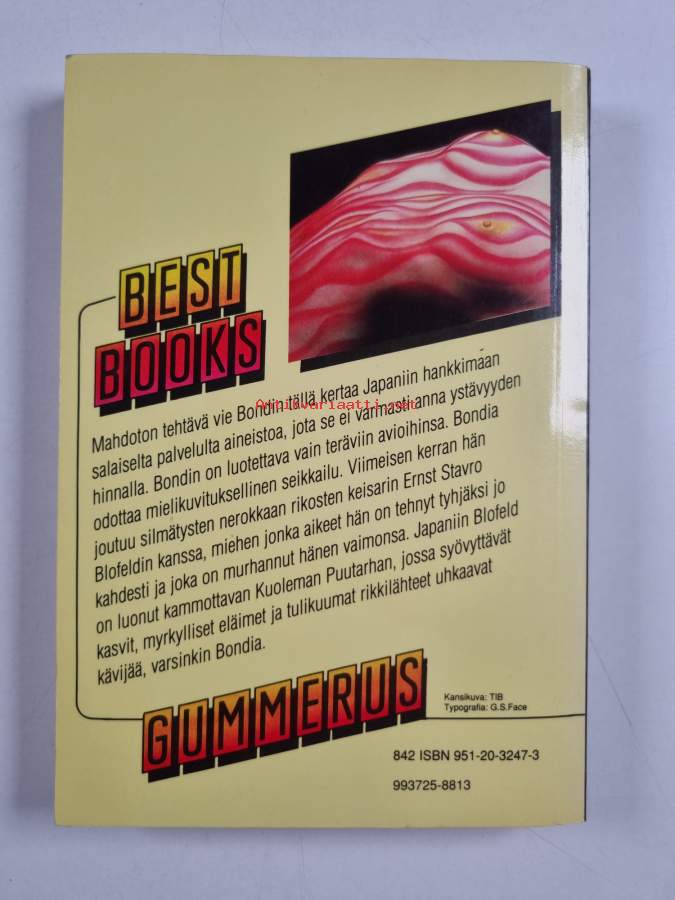 BEST
BOOKS
Mahdoton tehtävä vie Bondin tällä kertaa Japaniin hankkimaan
salaiselta palvelulta aineistoa, jota se ei varmasti anna ystävyyden
hinnalla. Bondin on luotettava vain teräviin avioihinsa. Bondia
odottaa mielikuvituksellinen seikkailu. Viimeisen kerran hän
joutuu silmätysten nerokkaan rikosten keisarin Ernst Stavro
Blofeldin kanssa, miehen jonka aikeet hän on tehnyt tyhjäksi jo
kahdesti ja joka on murhannut hänen vaimonsa. Japaniin Blofeld
on luonut kammottavan Kuoleman Puutarhan, jossa syövyttävät
kasvit, myrkylliset eläimet ja tulikuumat rikkilähteet uhkaavat
kävijää, varsinkin Bondia.
Antikvariaatti.net
GUMMERUS
Kansikuva: TIB
Typografia: G.S.Face
842 ISBN 951-20-3247-3
993725-8813